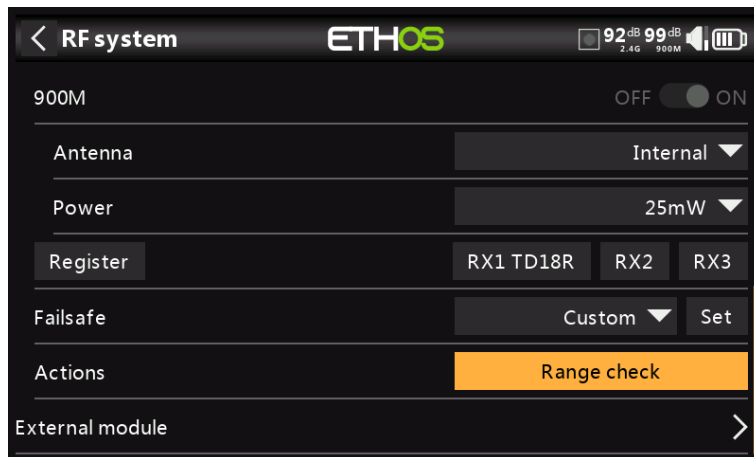 RF system ETHOS 92dB 2.4G 99dB 900M
900M OFF ON
Antenna Internal
Power 25mW
Register RX1 TD18R RX2 RX3
Failsafe Custom Set
Actions Range check
External module